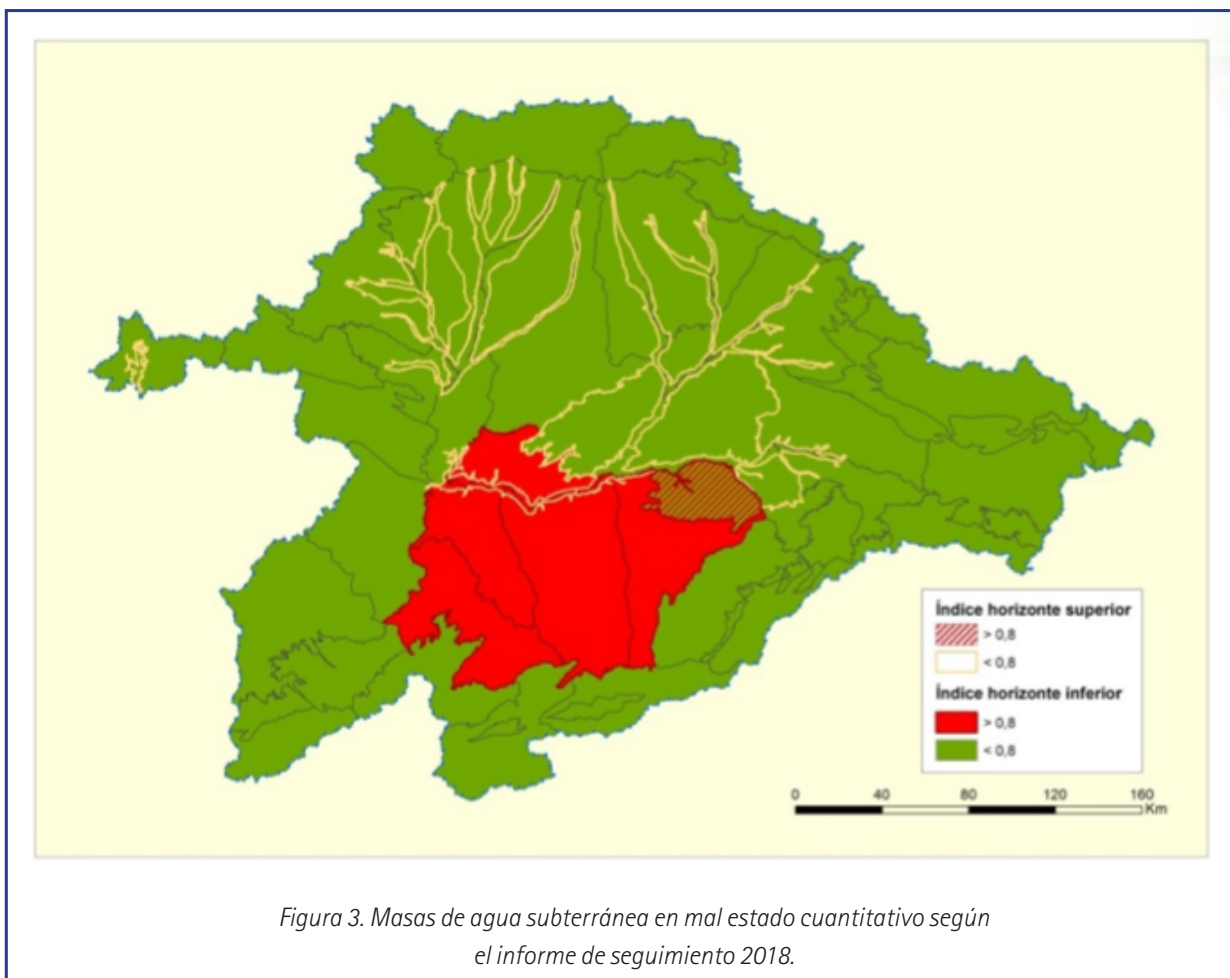 Índice horizonte superior
> 0,8
< 0,8
Índice horizonte inferior
> 0,8
< 0,8
0 40 80 120 160
Km
Figura 3. Masas de agua subterránea en mal estado cuantitativo según
el informe de seguimiento 2018.